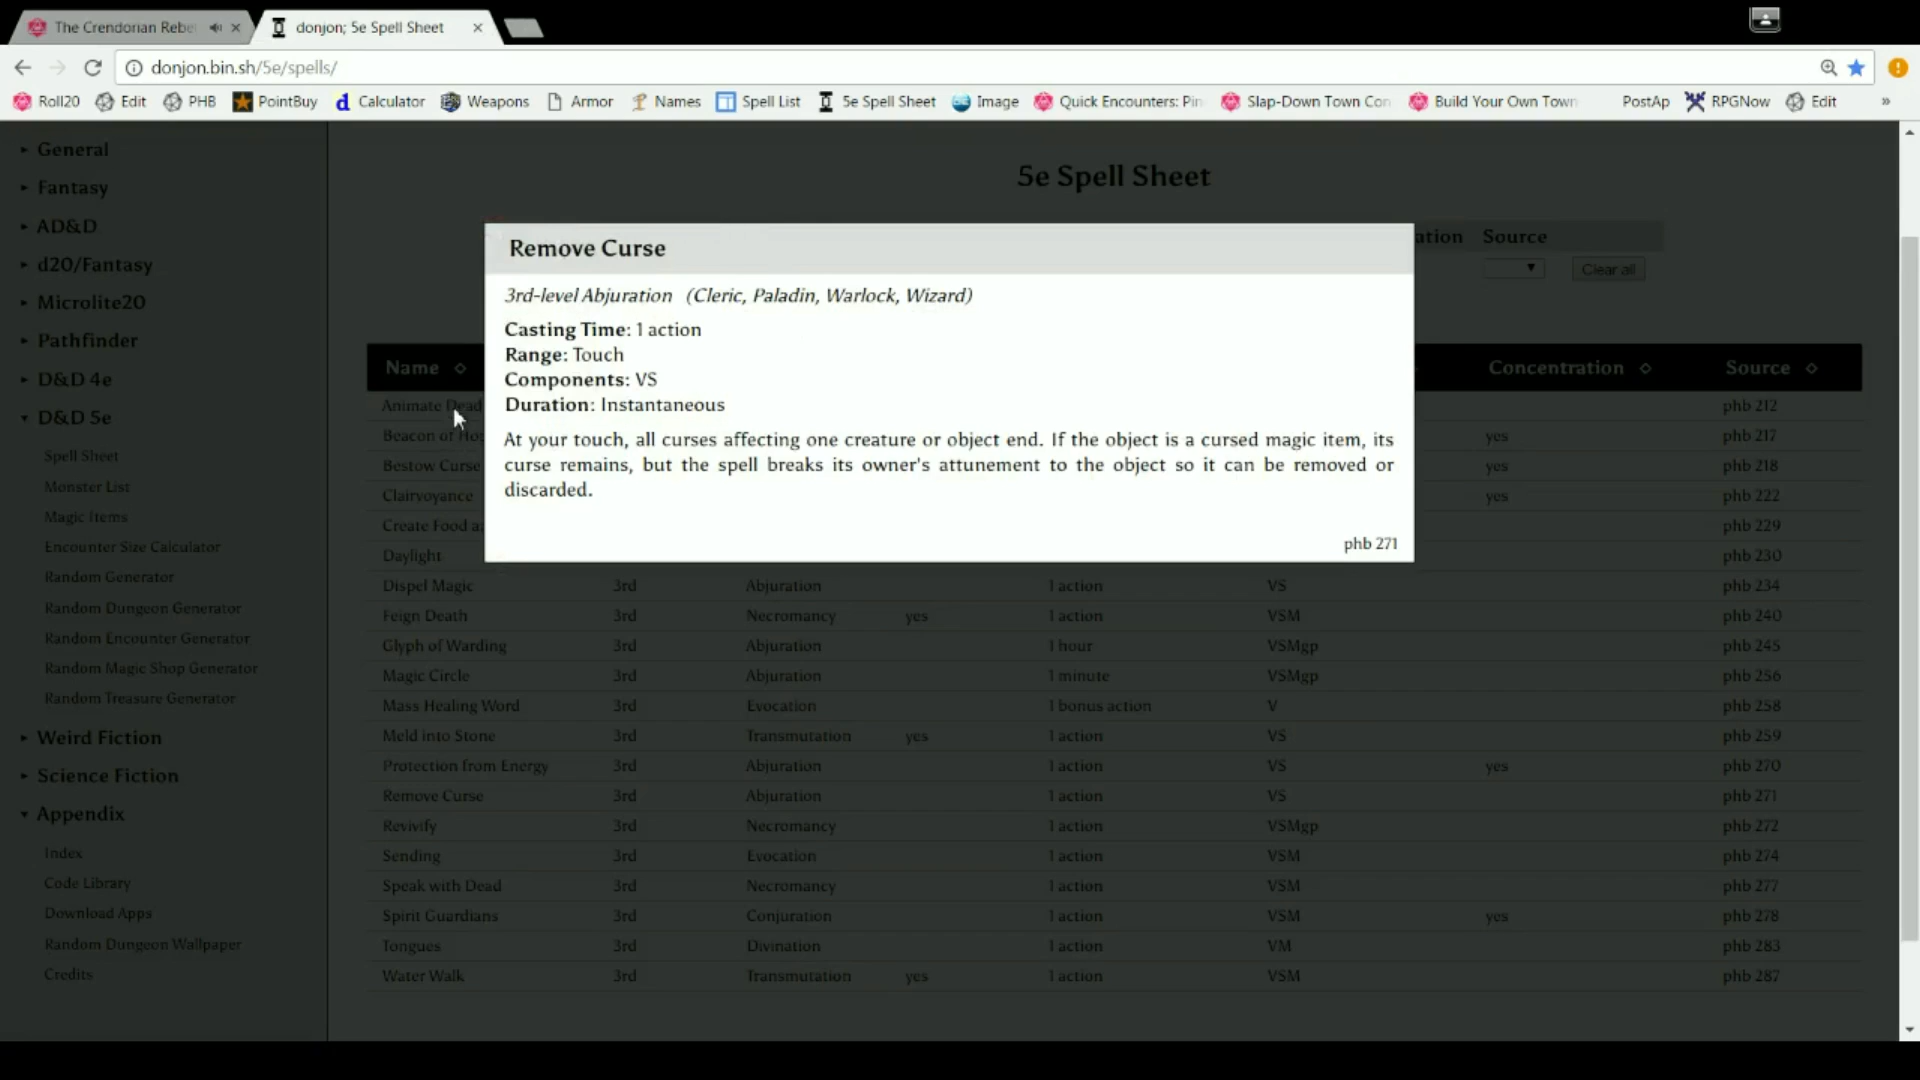 The Crendorian Rebe
donjon; 5e Spell Sheet
donjon.bin.sh/5e/spells/
Roll20 Edit PHB PointBuy Calculator Weapons Armor Names Spell List 5e Spell Sheet Image Quick Encounters: Pin Slap-Down Town Con Build Your Own Town PostAp RPGNow Edit »
General
Fantasy
AD&D
d20/Fantasy
Microlite20
Pathfinder
D&D 4e
D&D 5e
Spell Sheet
Monster List
Magic Items
Encounter Size Calculator
Random Generator
Random Dungeon Generator
Random Encounter Generator
Random Magic Shop Generator
Random Treasure Generator
Weird Fiction
Science Fiction
Appendix
Index
Code Library
Download Apps
Random Dungeon Wallpaper
Credits
5e Spell Sheet
ation Source
Clear all
Remove Curse
3rd-level Abjuration (Cleric, Paladin, Warlock, Wizard)
Casting Time: 1 action
Range: Touch
Components: VS
Duration: Instantaneous
At your touch, all curses affecting one creature or object end. If the object is a cursed magic item, its
curse remains, but the spell breaks its owner's attunement to the object so it can be removed or
discarded.
phb 271
Name Concentration Source
Animate Dead phb 212
Beacon of Ho yes phb 217
Bestow Curse yes phb 218
Clairvoyance yes phb 222
Create Food a phb 229
Daylight phb 230
Dispel Magic 3rd Abjuration 1 action VS phb 234
Feign Death 3rd Necromancy yes 1 action VSM phb 240
Glyph of Warding 3rd Abjuration 1 hour VSMgp phb 245
Magic Circle 3rd Abjuration 1 minute VSMgp phb 256
Mass Healing Word 3rd Evocation 1 bonus action V phb 258
Meld into Stone 3rd Transmutation yes 1 action VS phb 259
Protection from Energy 3rd Abjuration 1 action VS yes phb 270
Remove Curse 3rd Abjuration 1 action VS phb 271
Revivify 3rd Necromancy 1 action VSMgp phb 272
Sending 3rd Evocation 1 action VSM phb 274
Speak with Dead 3rd Necromancy 1 action VSM phb 277
Spirit Guardians 3rd Conjuration 1 action VSM yes phb 278
Tongues 3rd Divination 1 action VM phb 283
Water Walk 3rd Transmutation yes 1 action VSM phb 287